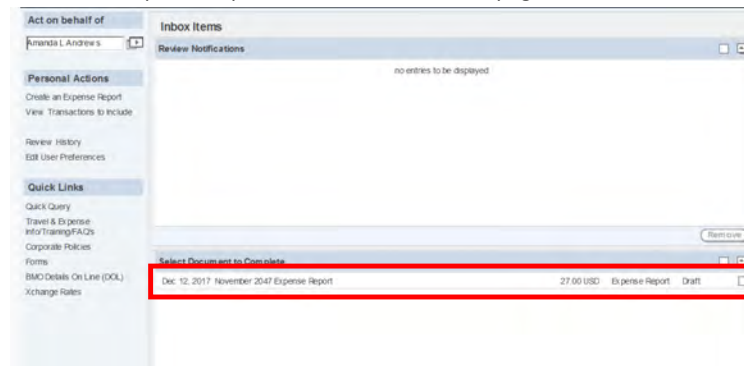 Act on behalf of
Amanda L Andrews
Personal Actions
Create an Expense Report
View Transactions to Include
Review History
Edit User Preferences
Quick Links
Quick Query
Travel & Expense
Info/Training/FAQ's
Corporate Policies
Forms
BMO Details On Line (DOL)
Xchange Rates
Inbox Items
Review Notifications
no entries to be displayed
Remove
Select Document to Complete
Dec 12, 2017 November 2047 Expense Report 27.00 USD Expense Report Draft